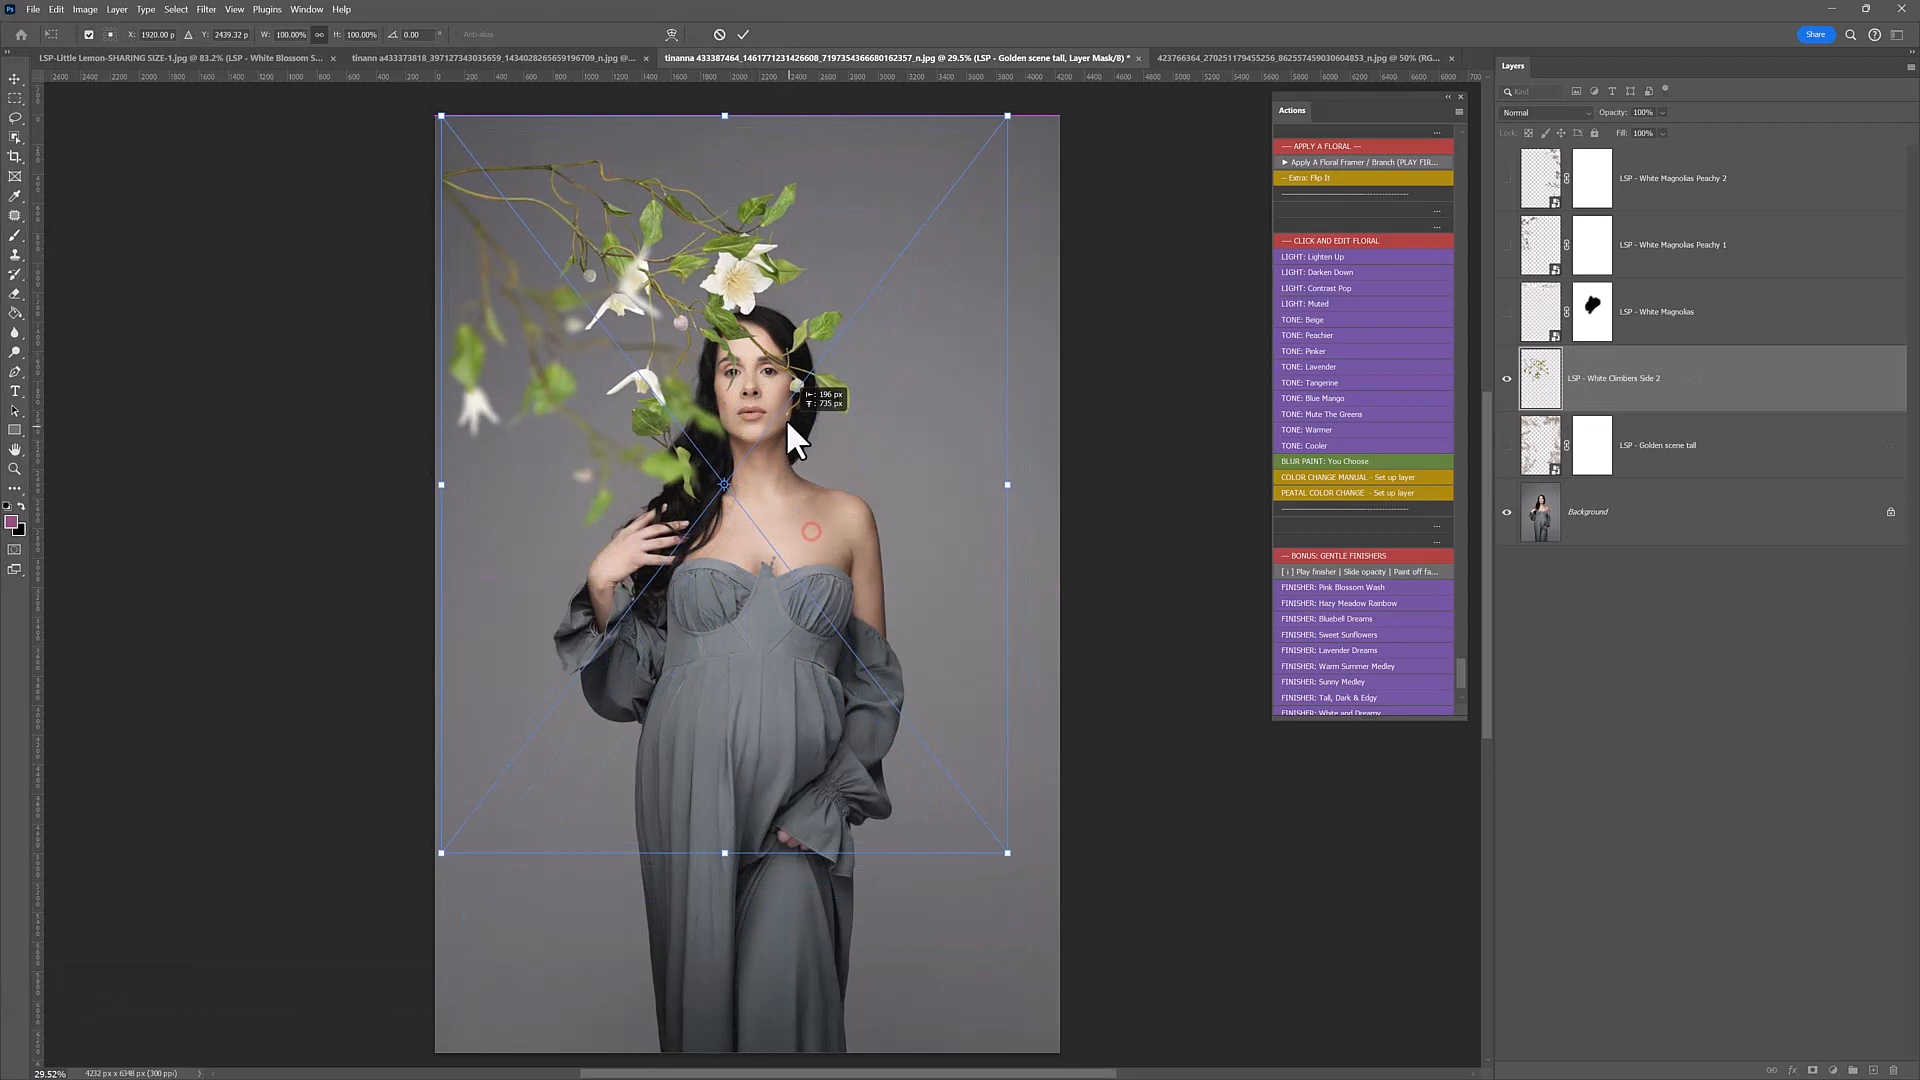 Ps File Edit Image Layer Type Select Filter View Plugins Window Help
X: 1920.00 p Y: 2439.32 p W: 100.00% H: 100.00% 0.00 ° Anti-alias Share
LSP-Little Lemon-SHARING SIZE-1.jpg @ 83.2% (LSP - White Blossom S... ×
tinann a433373818_397127343035659_1434028265659196709_n.jpg @... ×
tinanna 433387464_1461771231426608_7197354366680162357_n.jpg @ 29.5% (LSP - Golden scene tall, Layer Mask/8) * ×
423766364_270251179455256_862557459030604853_n.jpg @ 50% (RG... ×
Actions
...
---- APPLY A FLORAL ---
► Apply A Floral Framer / Branch (PLAY FIR...
-- Extra: Flip It
...
...
---- CLICK AND EDIT FLORAL
LIGHT: Lighten Up
LIGHT: Darken Down
LIGHT: Contrast Pop
LIGHT: Muted
TONE: Beige
TONE: Peachier
TONE: Pinker
TONE: Lavender
TONE: Tangerine
TONE: Blue Mango
TONE: Mute The Greens
TONE: Warmer
TONE: Cooler
BLUR PAINT: You Choose
COLOR CHANGE MANUAL - Set up layer
PEATAL COLOR CHANGE - Set up layer
...
...
--- BONUS: GENTLE FINISHERS
[ i ] Play finisher | Slide opacity | Paint off fa...
FINISHER: Pink Blossom Wash
FINISHER: Hazy Meadow Rainbow
FINISHER: Bluebell Dreams
FINISHER: Sweet Sunflowers
FINISHER: Lavender Dreams
FINISHER: Warm Summer Medley
FINISHER: Sunny Medley
FINISHER: Tall, Dark & Edgy
FINISHER: White and Dreamy
196 px
735 px
Layers
Kind
Normal Opacity: 100%
Lock: Fill: 100%
LSP - White Magnolias Peachy 2
LSP - White Magnolias Peachy 1
LSP - White Magnolias
LSP - White Climbers Side 2
LSP - Golden scene tall
Background
29.52% 4232 px x 6348 px (300 ppi)